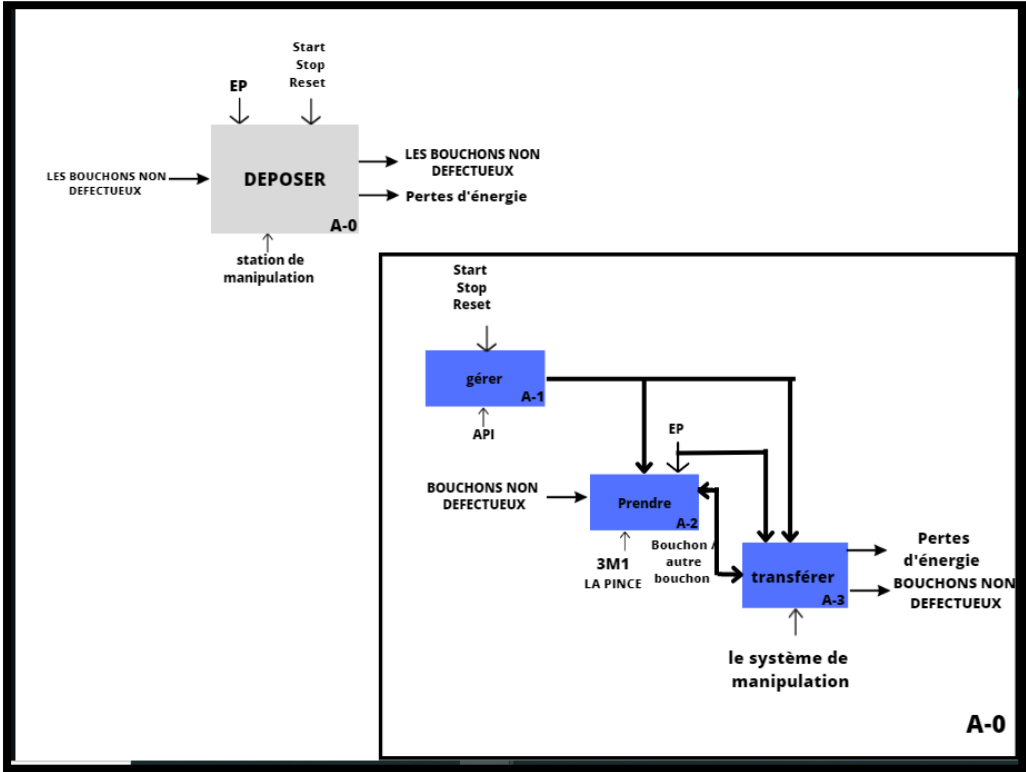 Start
Stop
Reset
EP
LES BOUCHONS NON
DEFECTUEUX
DEPOSER
A-0
LES BOUCHONS NON
DEFECTUEUX
Pertes d'énergie
station de
manipulation
Start
Stop
Reset
gérer
A-1
API
EP
BOUCHONS NON
DEFECTUEUX
Prendre
A-2
3M1
LA PINCE
Bouchon /
autre
bouchon
transférer
A-3
Pertes
d'énergie
BOUCHONS NON
DEFECTUEUX
le système de
manipulation
A-0